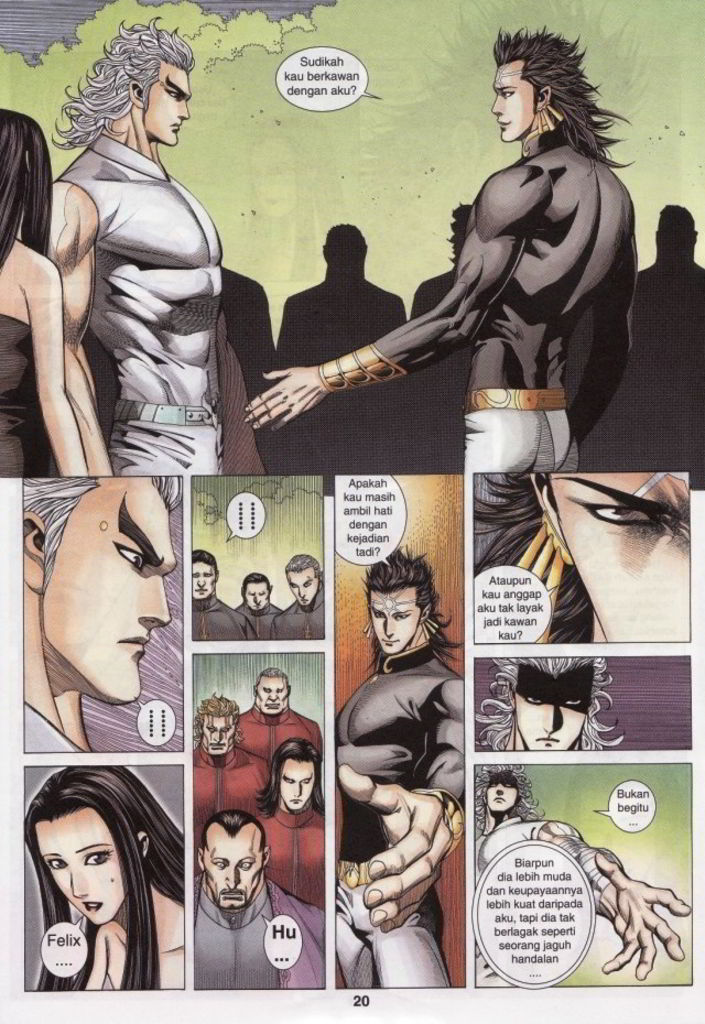 Sudikah
kau berkawan
dengan aku?
Apakah
kau masih
ambil hati
dengan
kejadian
tadi?
Ataupun
kau anggap
aku tak layak
jadi kawan
kau?
Felix
....
Hu
...
Bukan
begitu
...
Biarpun
dia lebih muda
dan keupayaannya
lebih kuat daripada
aku, tapi dia tak
berlagak seperti
seorang jaguh
handalan
....
20